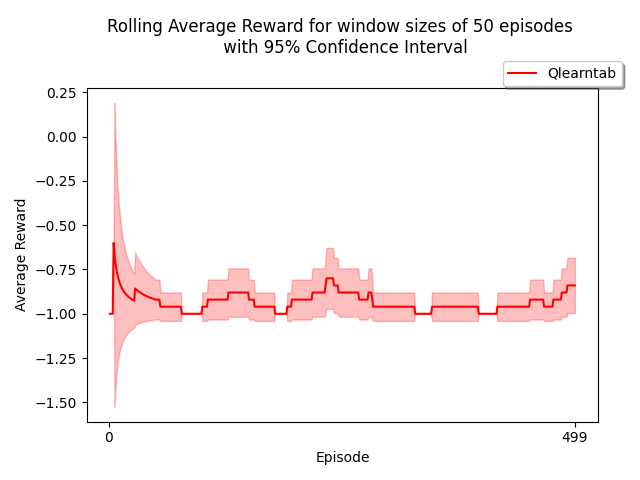 Rolling Average Reward for window sizes of 50 episodes
with 95% Confidence Interval
Qlearntab
Average Reward
0.25
0.00
−0.25
−0.50
−0.75
−1.00
−1.25
−1.50
0
499
Episode